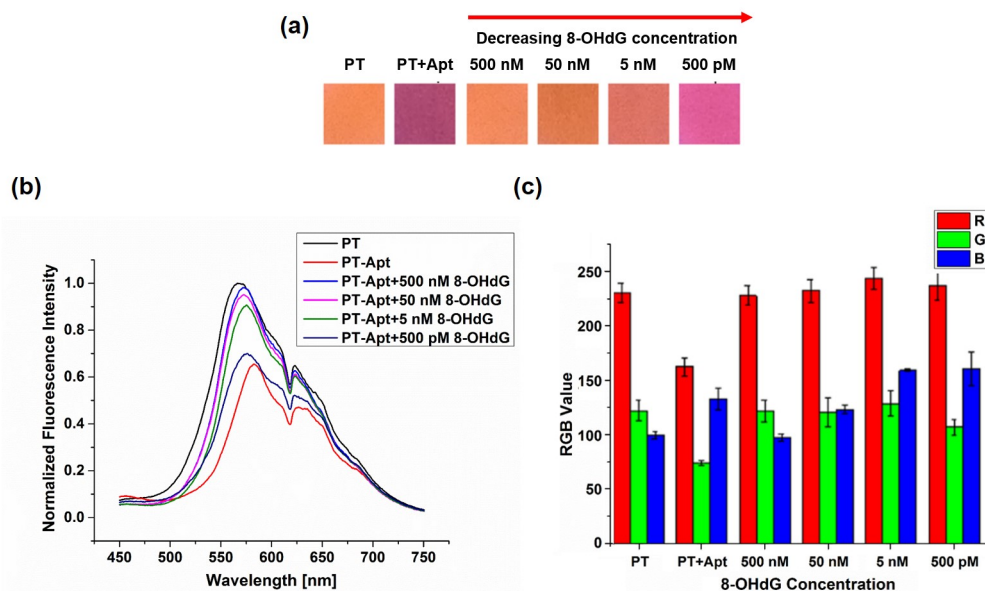 (a)
Decreasing 8-OHdG concentration
PT PT+Apt 500 nM 50 nM 5 nM 500 pM
(b)
Normalized Fluorescence Intensity
1.0
0.8
0.6
0.4
0.2
0.0
PT
PT-Apt
PT-Apt+500 nM 8-OHdG
PT-Apt+50 nM 8-OHdG
PT-Apt+5 nM 8-OHdG
PT-Apt+500 pM 8-OHdG
450 500 550 600 650 700 750
Wavelength [nm]
(c)
R
G
B
RGB Value
250
200
150
100
50
0
PT PT+Apt 500 nM 50 nM 5 nM 500 pM
8-OHdG Concentration